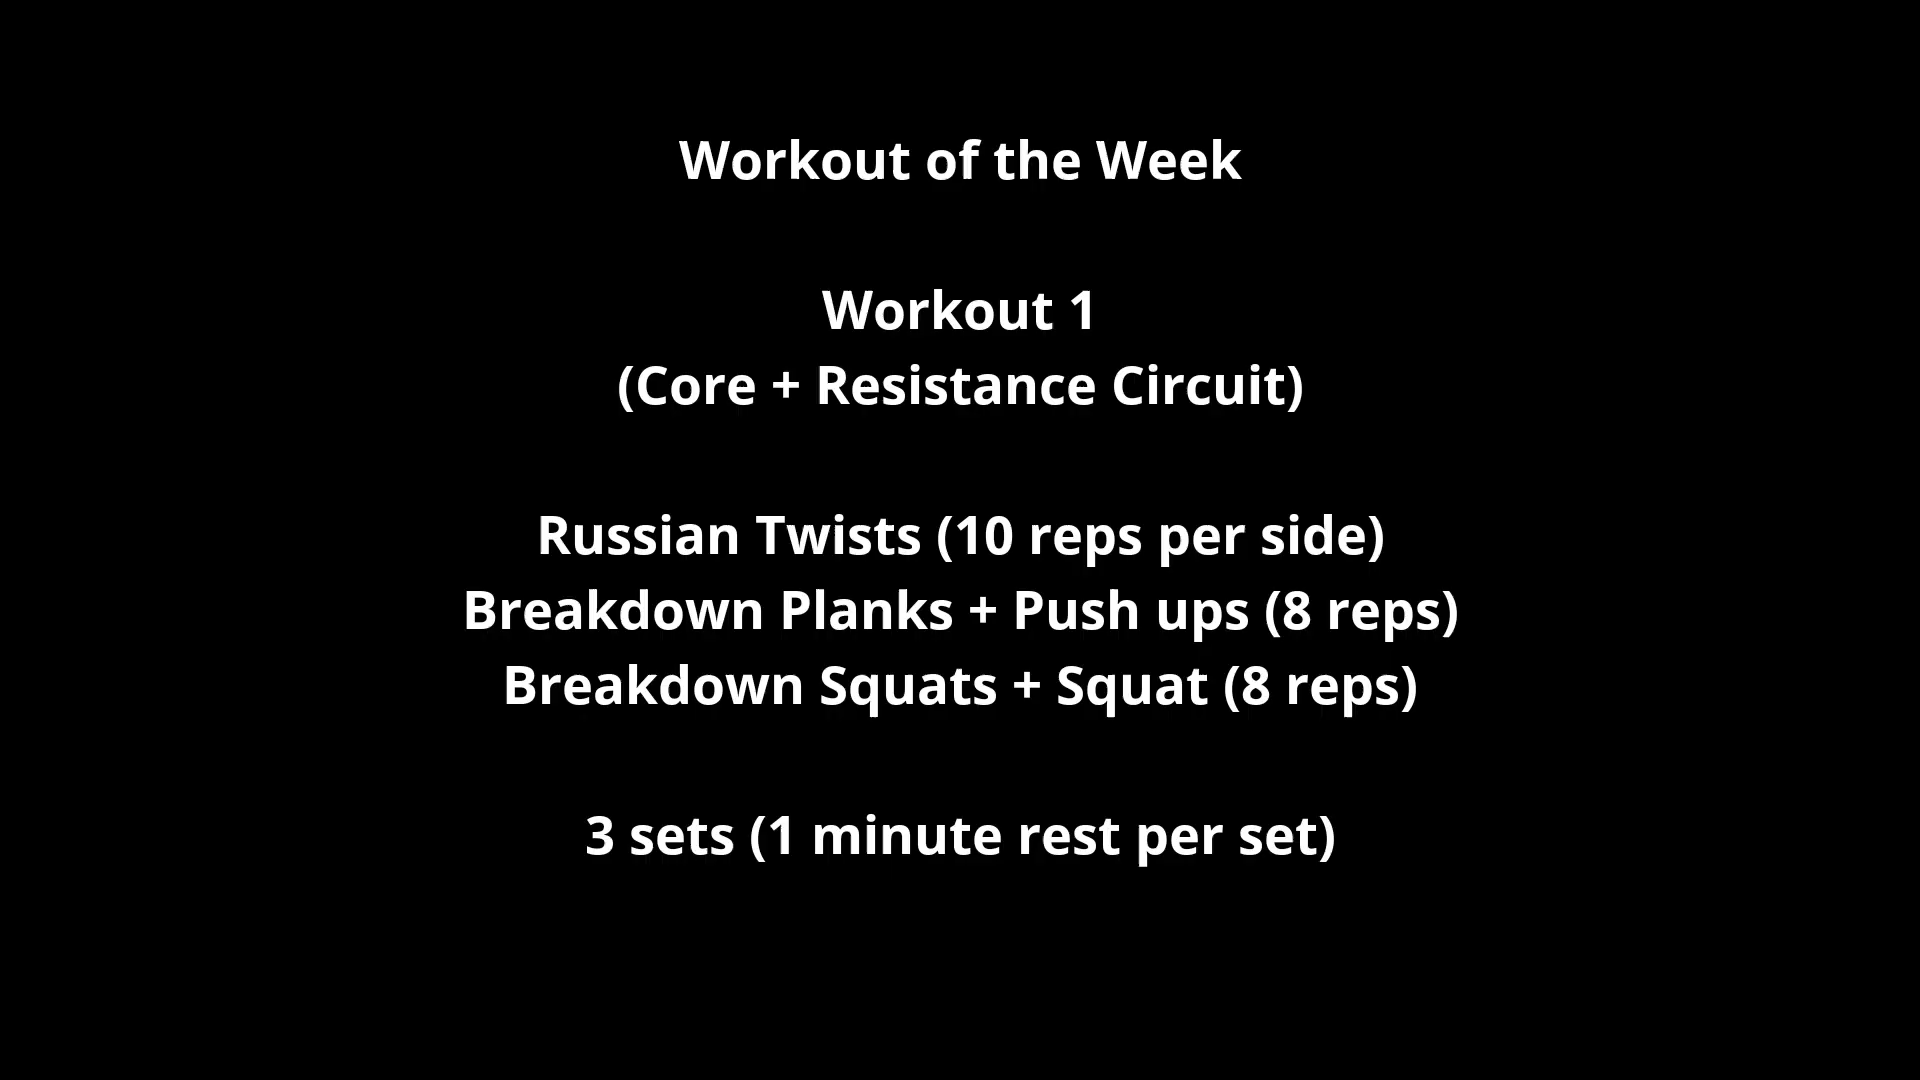 Workout of the Week
Workout 1
(Core + Resistance Circuit)
Russian Twists (10 reps per side)
Breakdown Planks + Push ups (8 reps)
Breakdown Squats + Squat (8 reps)
3 sets (1 minute rest per set)